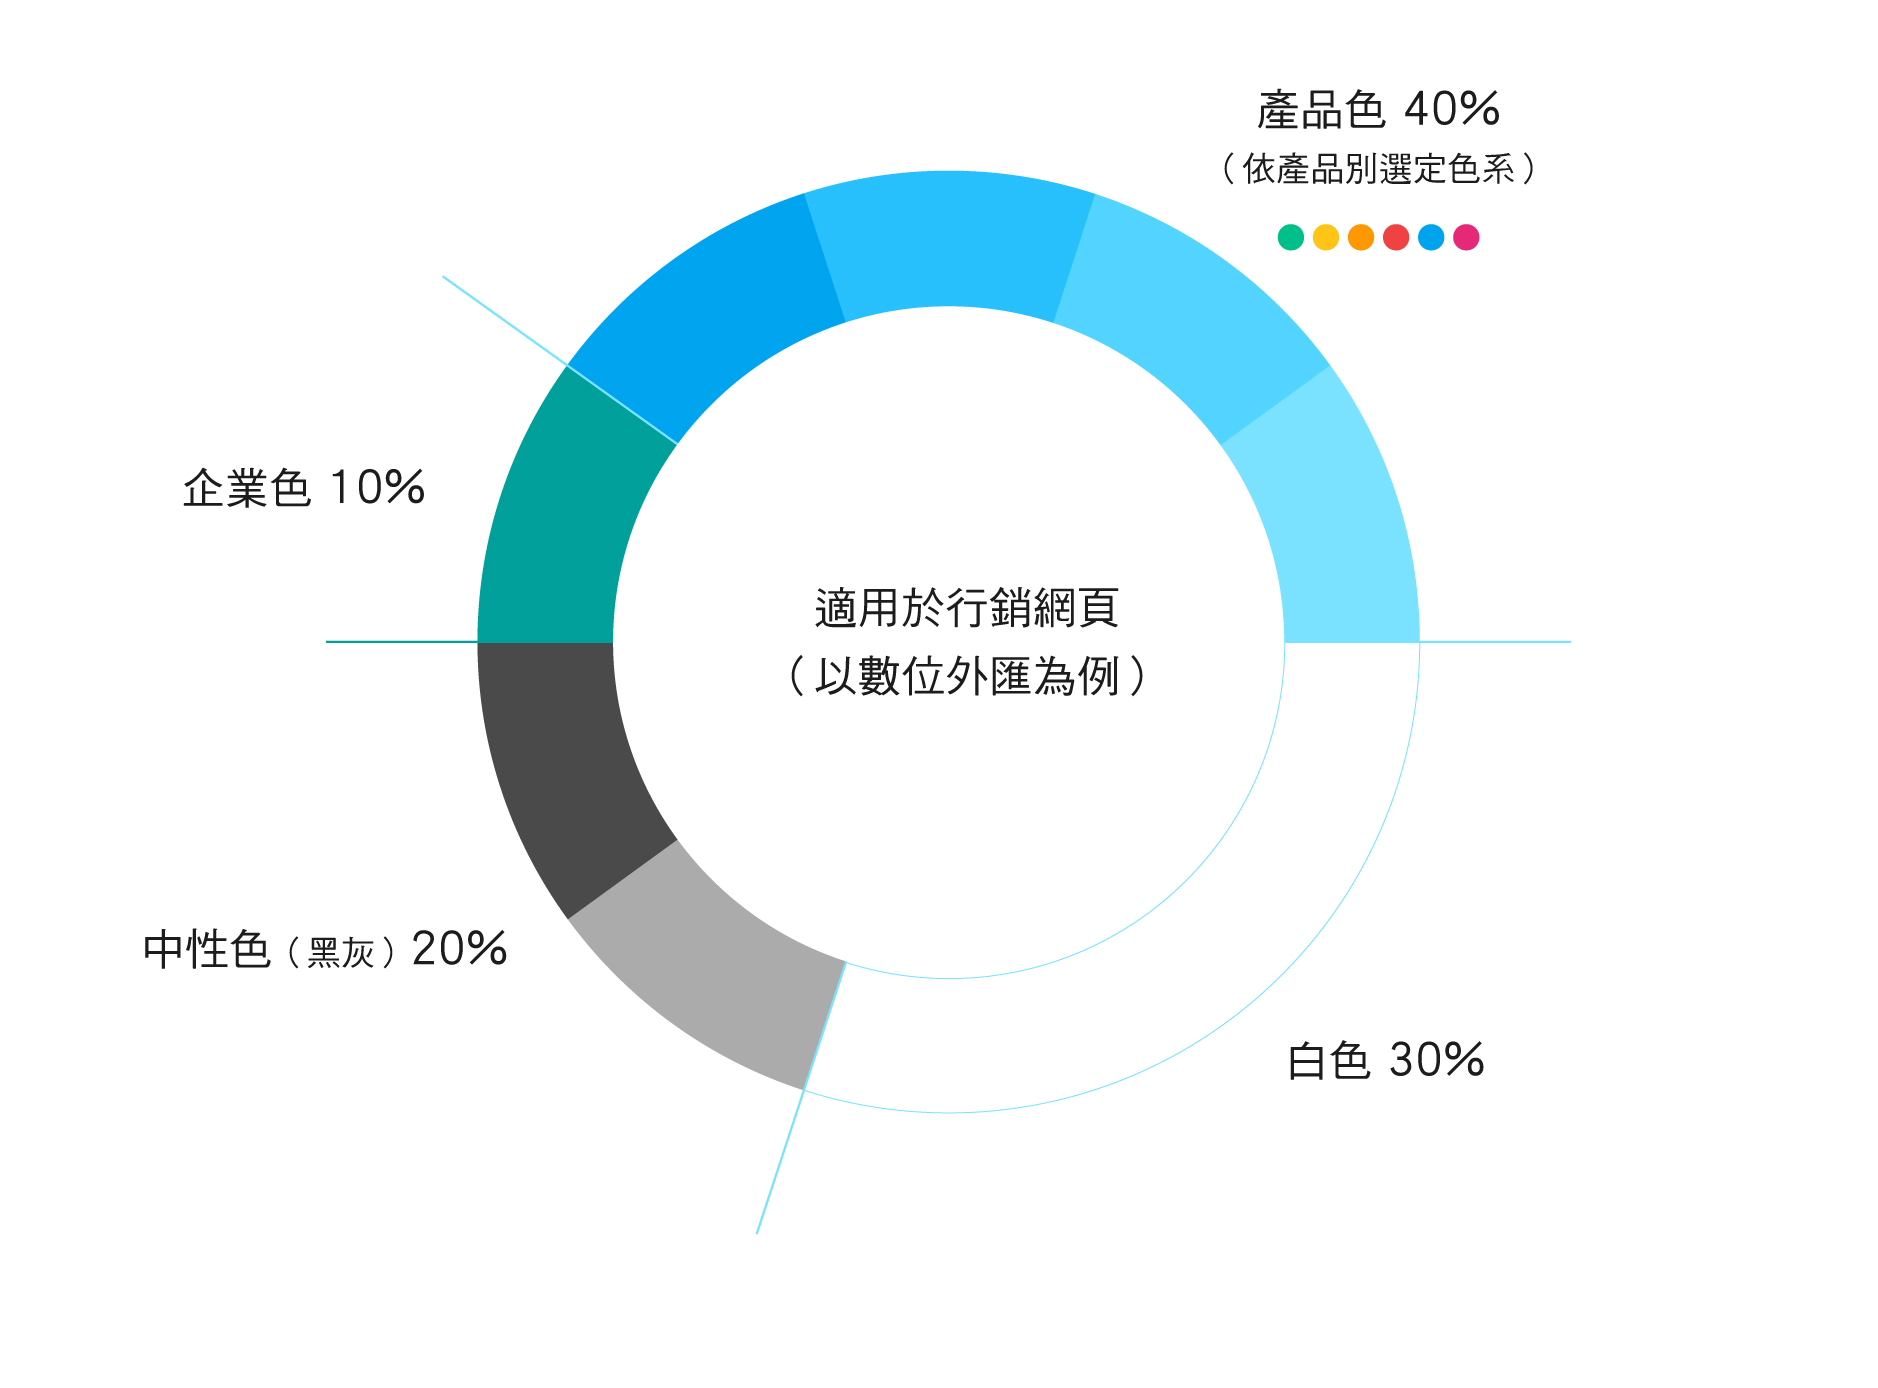 產品色 40%
（依產品別選定色系）
企業色 10%
適用於行銷網頁
（以數位外匯為例）
中性色（黑灰）20%
白色 30%